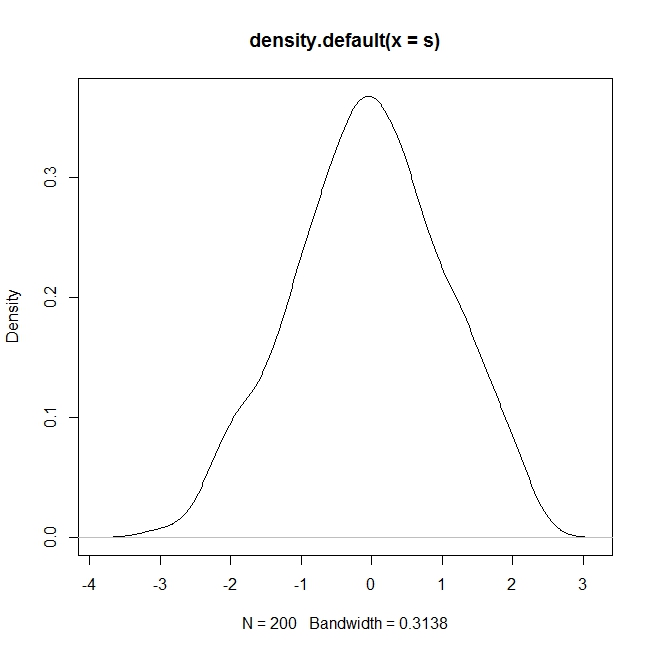 density.default(x = s)
Density
0.3
0.2
0.1
0.0
-4 -3 -2 -1 0 1 2 3
N = 200 Bandwidth = 0.3138